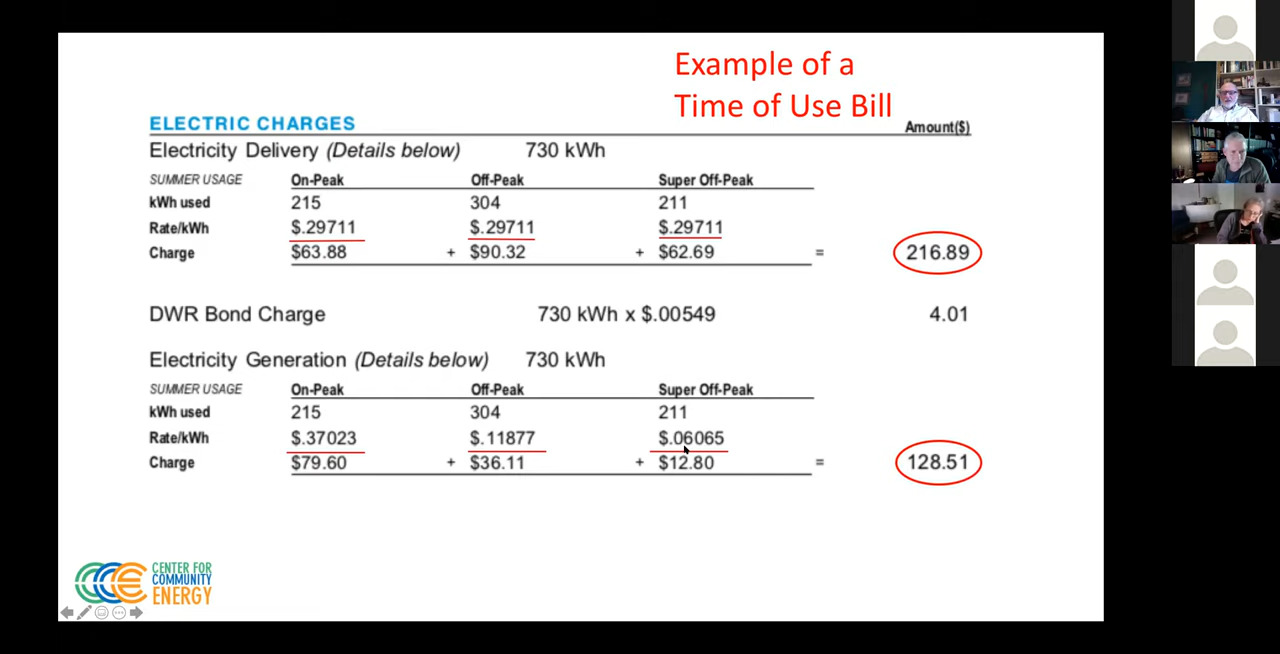 Example of a
Time of Use Bill
ELECTRIC CHARGES Amount($)
Electricity Delivery (Details below) 730 kWh
SUMMER USAGE On-Peak Off-Peak Super Off-Peak
kWh used 215 304 211
Rate/kWh $.29711 $.29711 $.29711
Charge $63.88 + $90.32 + $62.69 = 216.89
DWR Bond Charge 730 kWh x $.00549 4.01
Electricity Generation (Details below) 730 kWh
SUMMER USAGE On-Peak Off-Peak Super Off-Peak
kWh used 215 304 211
Rate/kWh $.37023 $.11877 $.06065
Charge $79.60 + $36.11 + $12.80 = 128.51
CENTER FOR
COMMUNITY
ENERGY